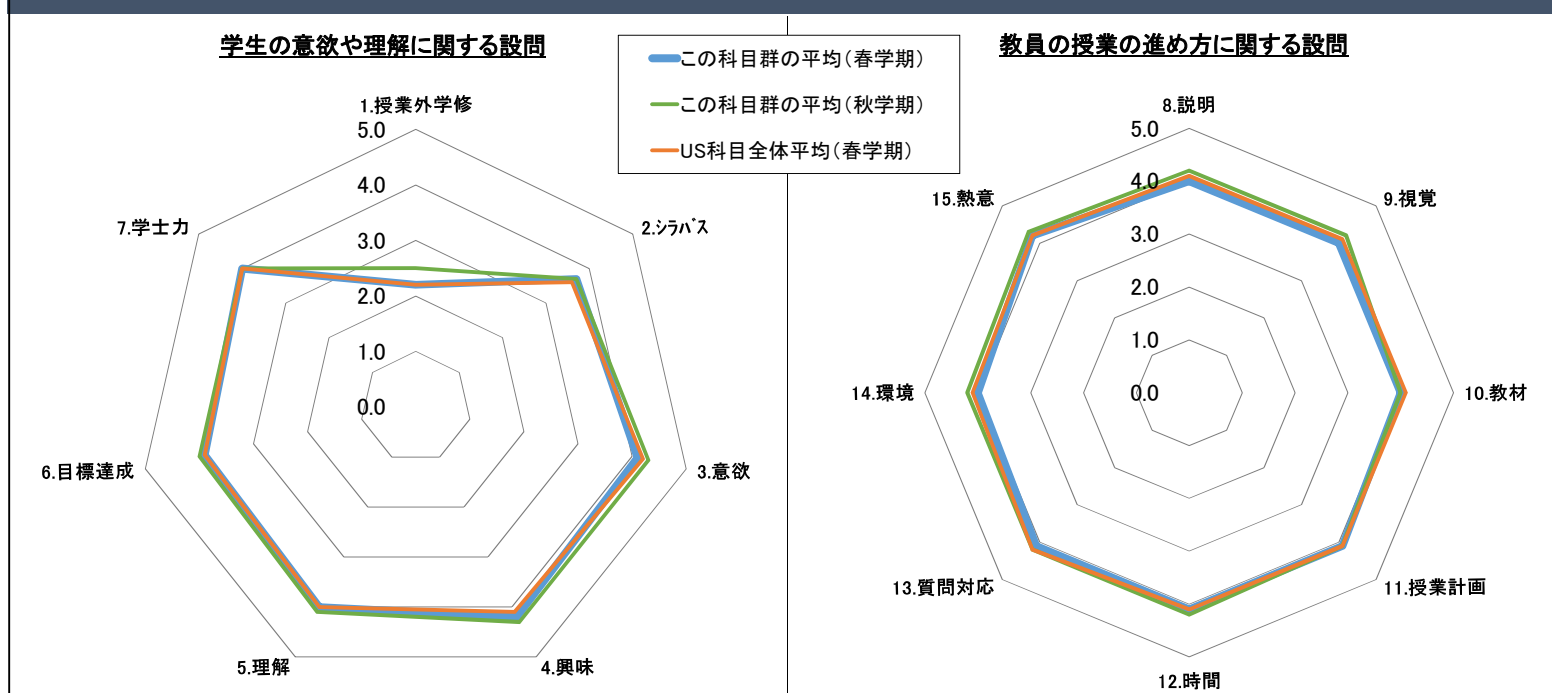 学生の意欲や理解に関する設問
この科目群の平均(春学期)
この科目群の平均(秋学期)
US科目全体平均(春学期)
教員の授業の進め方に関する設問
1.授業外学修
5.0
4.0
3.0
2.0
1.0
0.0
2.シラバス
3.意欲
4.興味
5.理解
6.目標達成
7.学士力
8.説明
5.0
4.0
3.0
2.0
1.0
0.0
9.視覚
10.教材
11.授業計画
12.時間
13.質問対応
14.環境
15.熱意